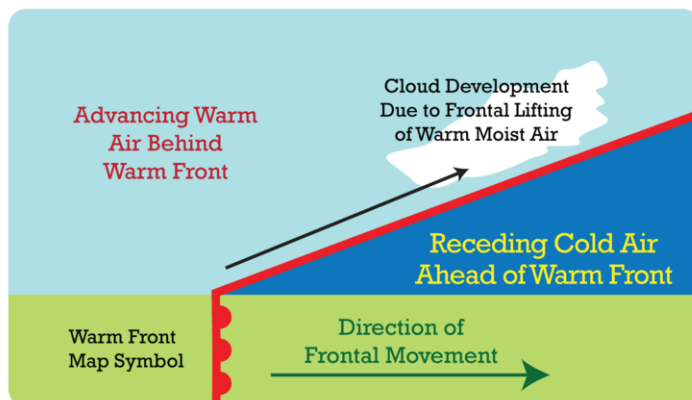 Advancing Warm
Air Behind
Warm Front
Cloud Development
Due to Frontal Lifting
of Warm Moist Air
Receding Cold Air
Ahead of Warm Front
Warm Front
Map Symbol
Direction of
Frontal Movement